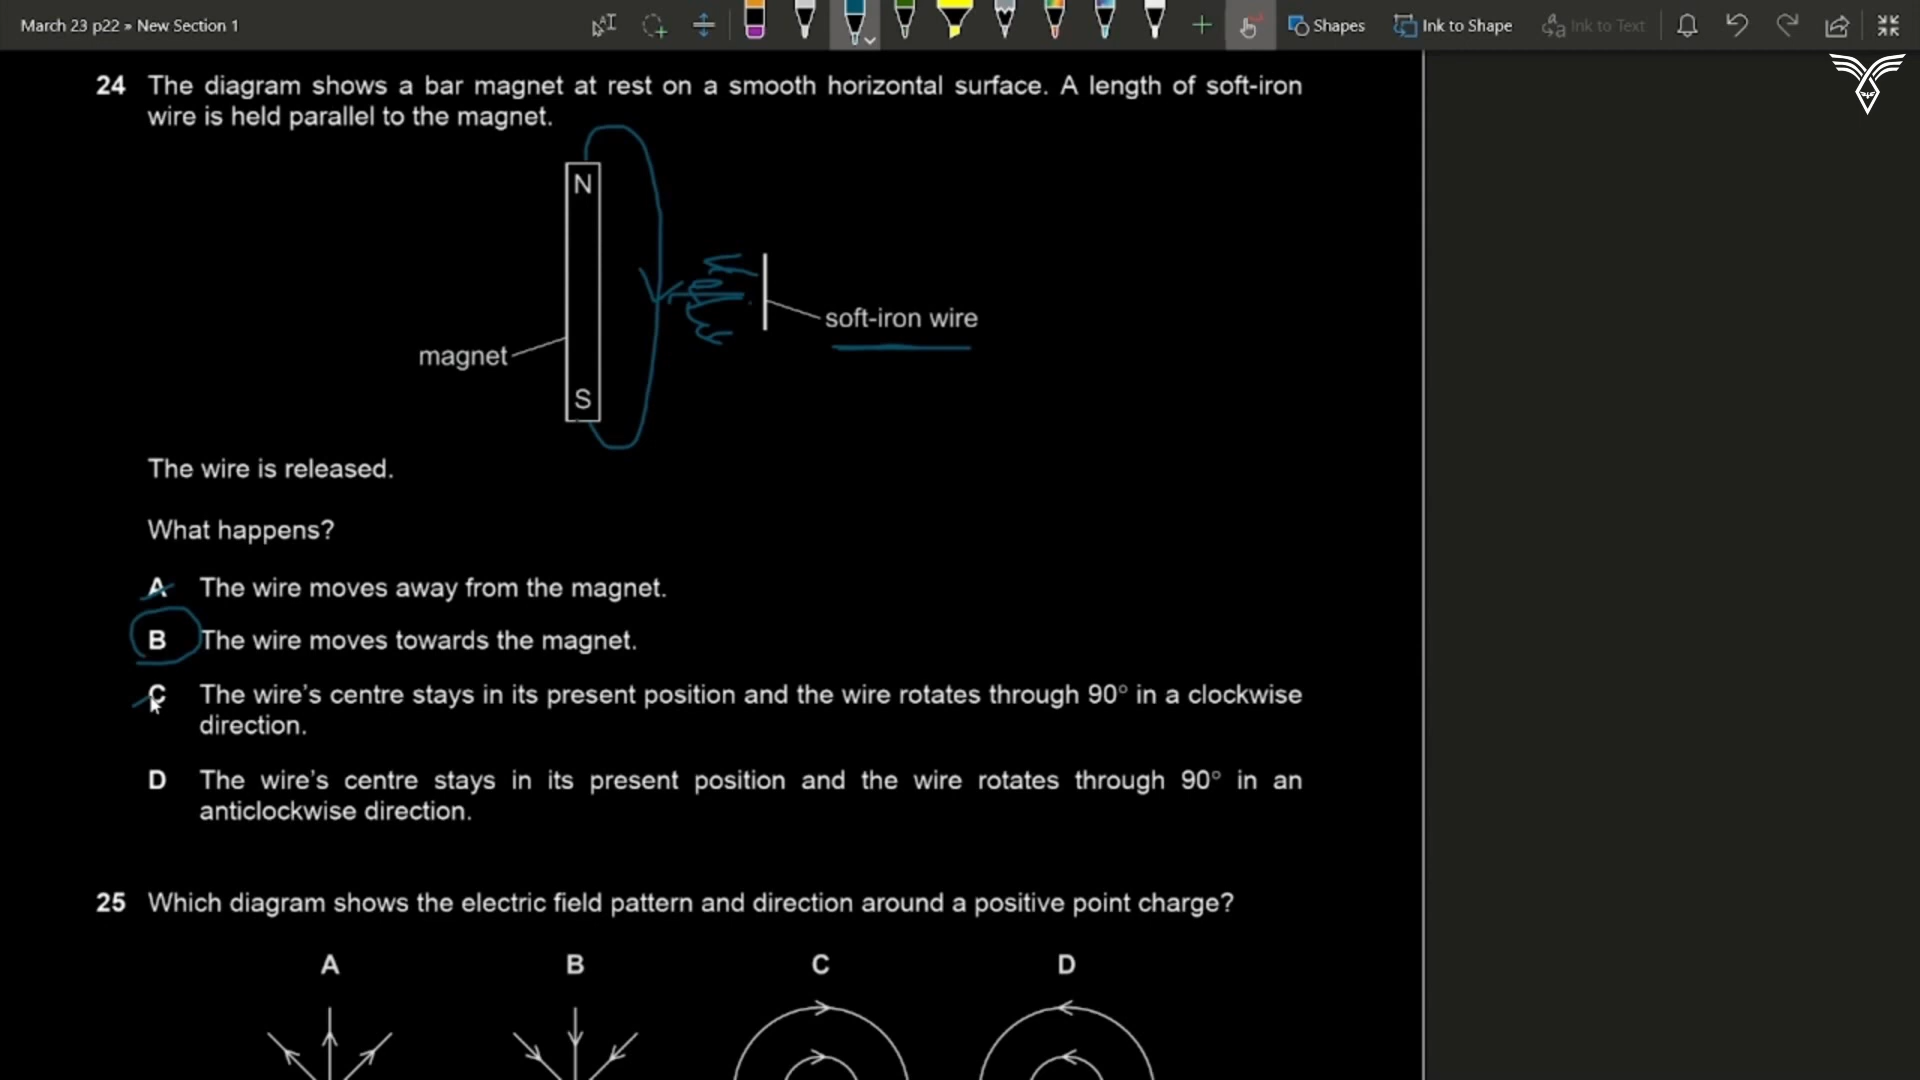 March 23 p22 » New Section 1
Shapes
Ink to Shape
Ink to Text
24 The diagram shows a bar magnet at rest on a smooth horizontal surface. A length of soft-iron
wire is held parallel to the magnet.
N
soft-iron wire
magnet
S
The wire is released.
What happens?
A The wire moves away from the magnet.
B The wire moves towards the magnet.
C The wire’s centre stays in its present position and the wire rotates through 90° in a clockwise
direction.
D The wire’s centre stays in its present position and the wire rotates through 90° in an
anticlockwise direction.
25 Which diagram shows the electric field pattern and direction around a positive point charge?
A B C D